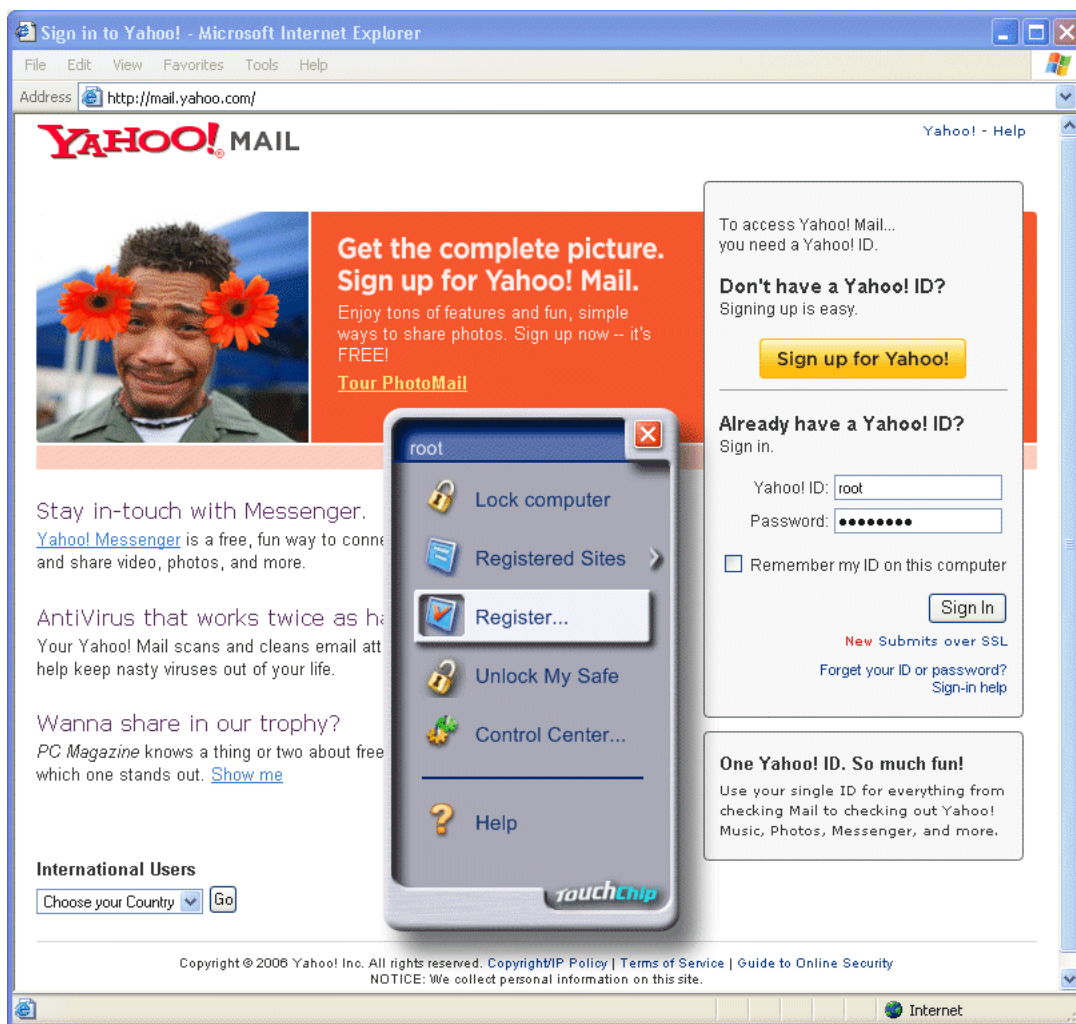 Sign in to Yahoo! - Microsoft Internet Explorer
File Edit View Favorites Tools Help
Address http://mail.yahoo.com/
YAHOO!® MAIL
Yahoo! - Help
Get the complete picture.
Sign up for Yahoo! Mail.
Enjoy tons of features and fun, simple
ways to share photos. Sign up now -- it's
FREE!
Tour PhotoMail
To access Yahoo! Mail...
you need a Yahoo! ID.
Don't have a Yahoo! ID?
Signing up is easy.
Sign up for Yahoo!
Already have a Yahoo! ID?
Sign in.
Yahoo! ID: root
Password: ●●●●●●●●
Remember my ID on this computer
Sign In
New Submits over SSL
Forget your ID or password?
Sign-in help
One Yahoo! ID. So much fun!
Use your single ID for everything from
checking Mail to checking out Yahoo!
Music, Photos, Messenger, and more.
Stay in-touch with Messenger.
Yahoo! Messenger is a free, fun way to conne
and share video, photos, and more.
AntiVirus that works twice as ha
Your Yahoo! Mail scans and cleans email att
help keep nasty viruses out of your life.
Wanna share in our trophy?
PC Magazine knows a thing or two about free
which one stands out. Show me
International Users
Choose your Country Go
root
Lock computer
Registered Sites
Register...
Unlock My Safe
Control Center...
Help
TouchChip
Copyright © 2006 Yahoo! Inc. All rights reserved. Copyright/IP Policy | Terms of Service | Guide to Online Security
NOTICE: We collect personal information on this site.
Internet